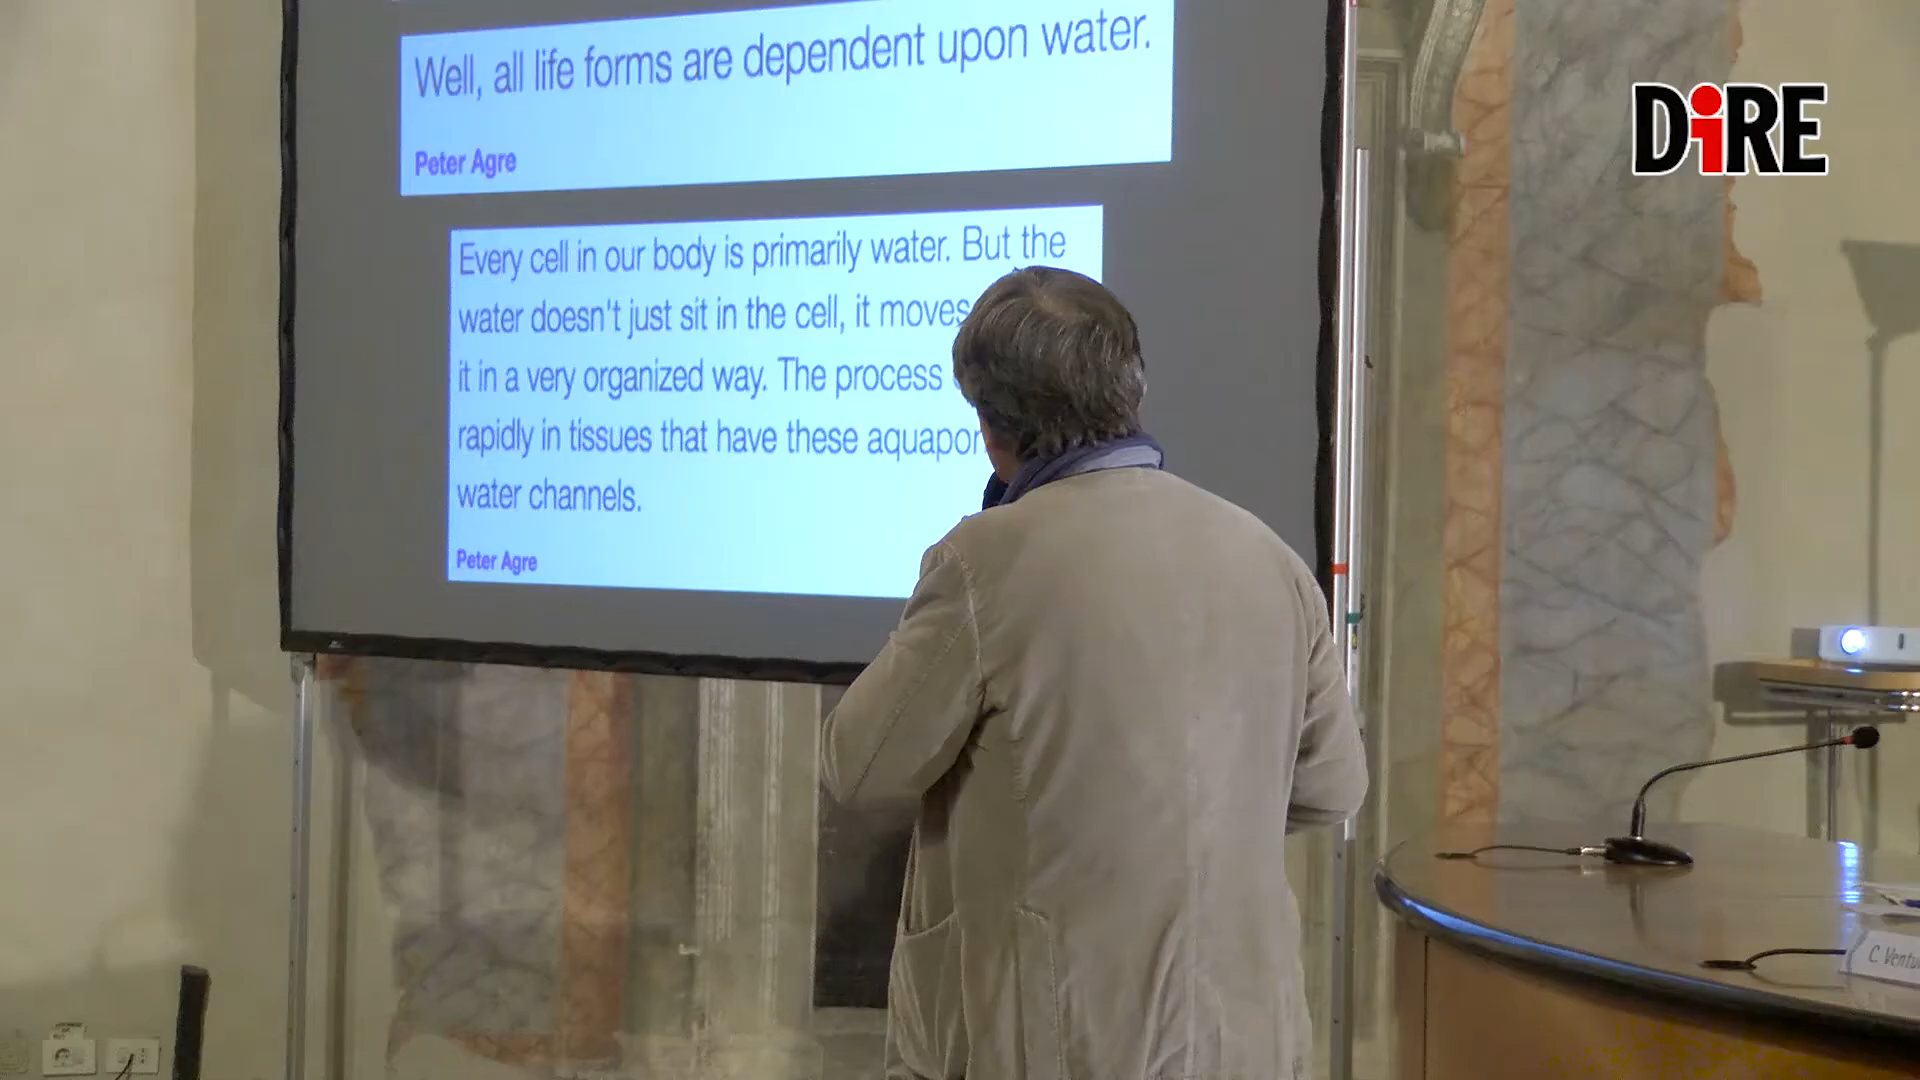 Well, all life forms are dependent upon water.
DiRE
Peter Agre
Every cell in our body is primarily water. But the
water doesn't just sit in the cell, it moves
it in a very organized way. The process
rapidly in tissues that have these
water channels.
Peter Agre
C.